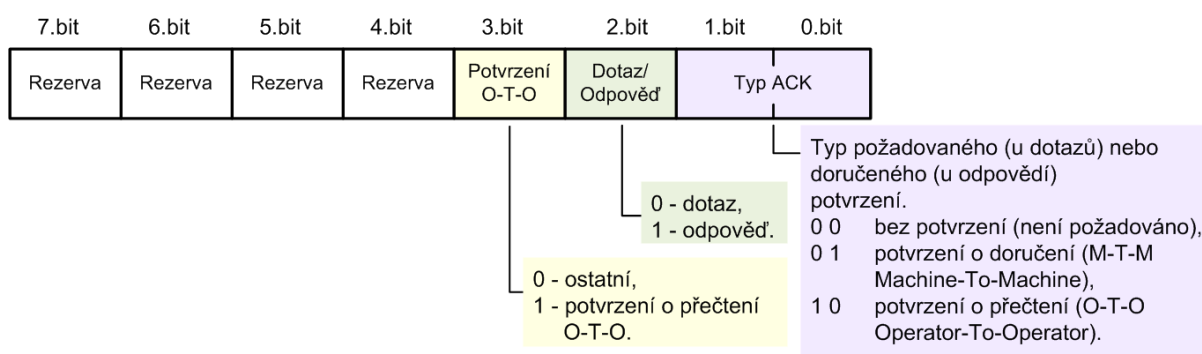 7.bit 6.bit 5.bit 4.bit 3.bit 2.bit 1.bit 0.bit
Rezerva Rezerva Rezerva Rezerva
Potvrzení
O-T-O
Dotaz/
Odpověď
Typ ACK
Typ požadovaného (u dotazů) nebo
doručeného (u odpovědí)
potvrzení.
0 0 bez potvrzení (není požadováno),
0 1 potvrzení o doručení (M-T-M
Machine-To-Machine),
1 0 potvrzení o přečtení (O-T-O
Operator-To-Operator).
0 - dotaz,
1 - odpověď.
0 - ostatní,
1 - potvrzení o přečtení
O-T-O.